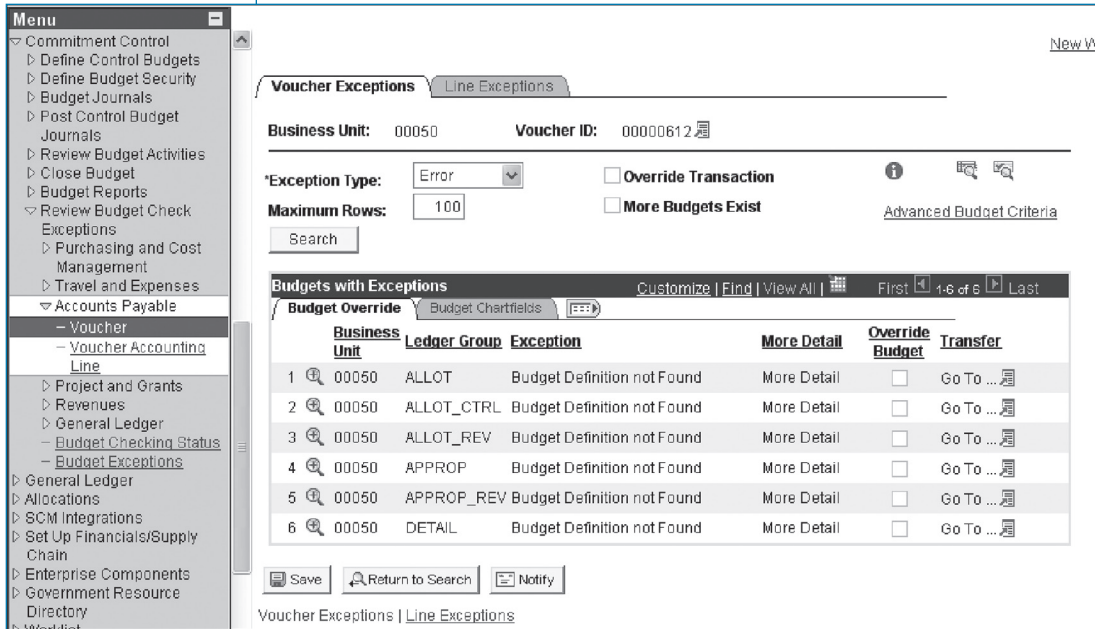 Menu
Commitment Control
Define Control Budgets
Define Budget Security
Budget Journals
Post Control Budget
Journals
Review Budget Activities
Close Budget
Budget Reports
Review Budget Check
Exceptions
Purchasing and Cost
Management
Travel and Expenses
Accounts Payable
– Voucher
– Voucher Accounting
Line
Project and Grants
Revenues
General Ledger
– Budget Checking Status
– Budget Exceptions
General Ledger
Allocations
SCM Integrations
Set Up Financials/Supply
Chain
Enterprise Components
Government Resource
Directory
Worklist
New W
Voucher Exceptions Line Exceptions
Business Unit: 00050 Voucher ID: 00000612
*Exception Type: Error Override Transaction
Maximum Rows: 100 More Budgets Exist Advanced Budget Criteria
Search
Budgets with Exceptions Customize | Find | View All | First 1-6 of 6 Last
Budget Override Budget Chartfields
Business Unit Ledger Group Exception More Detail Override Budget Transfer
1 00050 ALLOT Budget Definition not Found More Detail Go To ...
2 00050 ALLOT_CTRL Budget Definition not Found More Detail Go To ...
3 00050 ALLOT_REV Budget Definition not Found More Detail Go To ...
4 00050 APPROP Budget Definition not Found More Detail Go To ...
5 00050 APPROP_REV Budget Definition not Found More Detail Go To ...
6 00050 DETAIL Budget Definition not Found More Detail Go To ...
Save Return to Search Notify
Voucher Exceptions | Line Exceptions